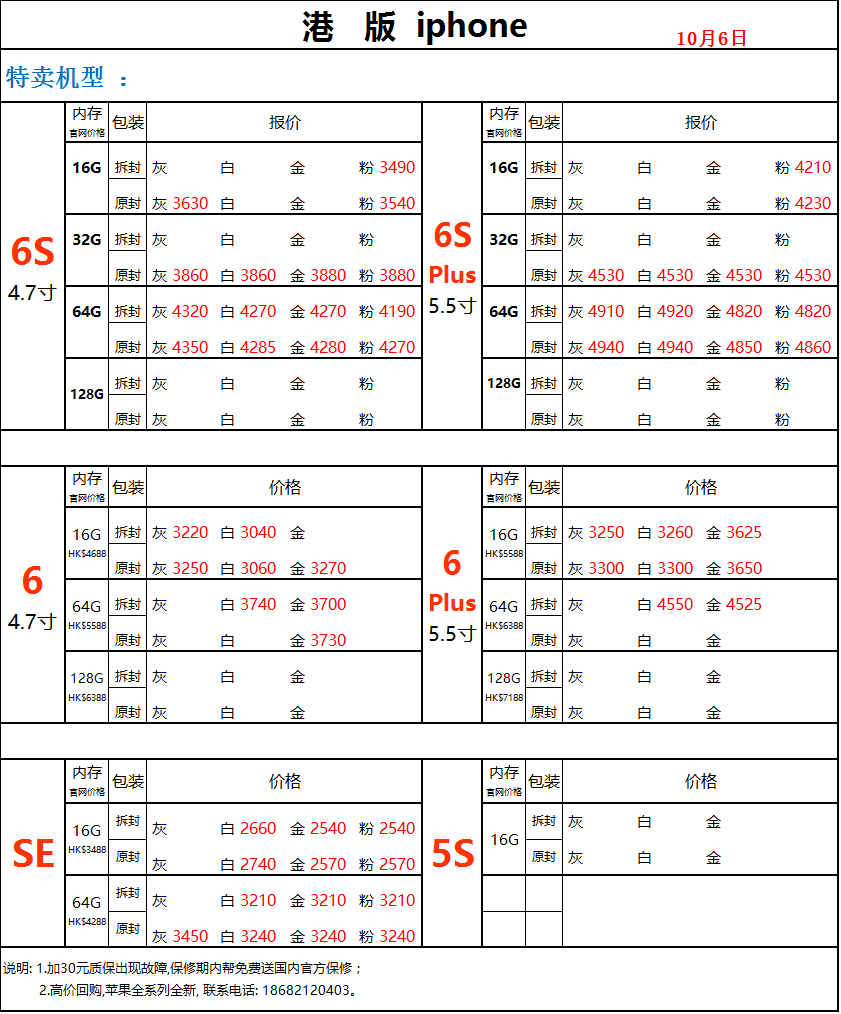 港 版 iphone
10月6日
特卖机型 ：
6S
4.7寸
内存
官网价格
包装
报价
16G
拆封 灰 白 金 粉 3490
原封 灰 3630 白 金 粉 3540
32G
拆封 灰 白 金 粉
原封 灰 3860 白 3860 金 3880 粉 3880
64G
拆封 灰 4320 白 4270 金 4270 粉 4190
原封 灰 4350 白 4285 金 4280 粉 4270
128G
拆封 灰 白 金 粉
原封 灰 白 金 粉
6S
Plus
5.5寸
内存
官网价格
包装
报价
16G
拆封 灰 白 金 粉 4210
原封 灰 白 金 粉 4230
32G
拆封 灰 白 金 粉
原封 灰 4530 白 4530 金 4530 粉 4530
64G
拆封 灰 4910 白 4920 金 4820 粉 4820
原封 灰 4940 白 4940 金 4850 粉 4860
128G
拆封 灰 白 金 粉
原封 灰 白 金 粉
6
4.7寸
内存
官网价格
包装
价格
16G
HK$4688
拆封 灰 3220 白 3040 金
原封 灰 3250 白 3060 金 3270
64G
HK$5588
拆封 灰 白 3740 金 3700
原封 灰 白 金 3730
128G
HK$6388
拆封 灰 白 金
原封 灰 白 金
6
Plus
5.5寸
内存
官网价格
包装
价格
16G
HK$5588
拆封 灰 3250 白 3260 金 3625
原封 灰 3300 白 3300 金 3650
64G
HK$6388
拆封 灰 白 4550 金 4525
原封 灰 白 金
128G
HK$7188
拆封 灰 白 金
原封 灰 白 金
SE
内存
官网价格
包装
价格
16G
HK$3488
拆封 灰 白 2660 金 2540 粉 2540
原封 灰 白 2740 金 2570 粉 2570
64G
HK$4288
拆封 灰 白 3210 金 3210 粉 3210
原封 灰 3450 白 3240 金 3240 粉 3240
5S
内存
官网价格
包装
价格
16G
拆封 灰 白 金
原封 灰 白 金
说明: 1.加30元质保出现故障,保修期内帮免费送国内官方保修；
2.高价回购,苹果全系列全新, 联系电话: 18682120403。